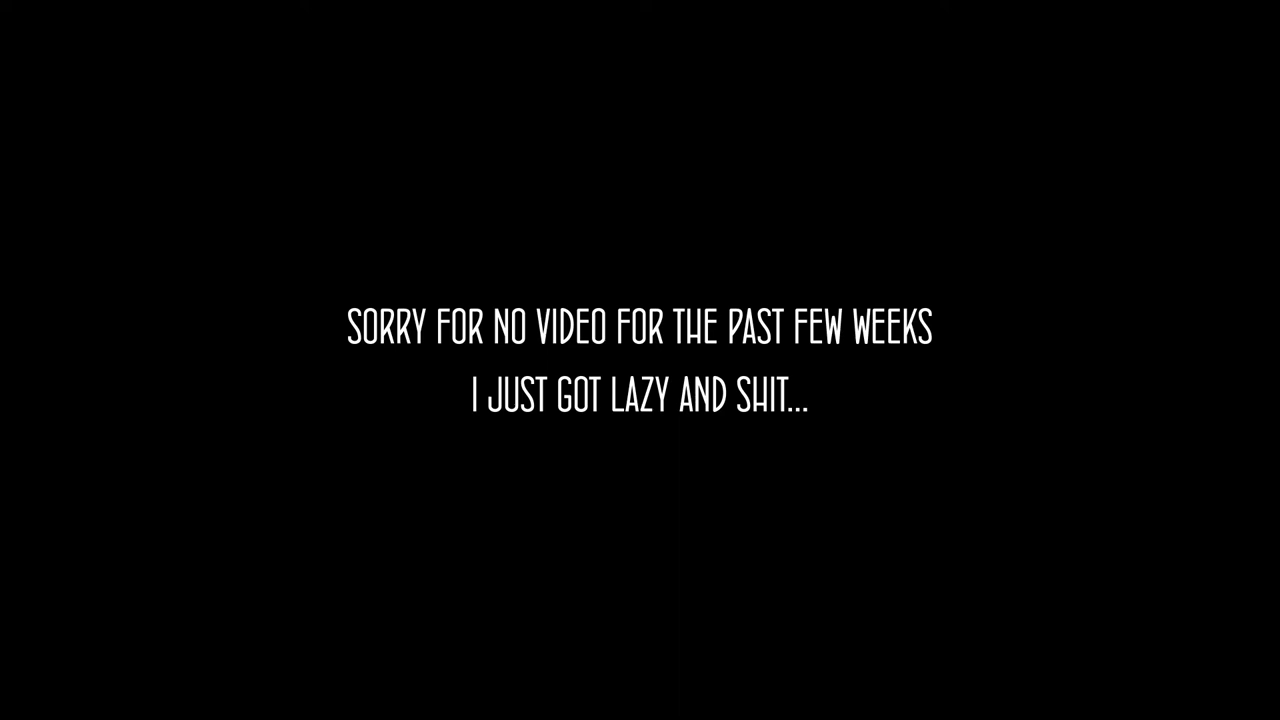 SORRY FOR NO VIDEO FOR THE PAST FEW WEEKS
I JUST GOT LAZY AND SHIT...